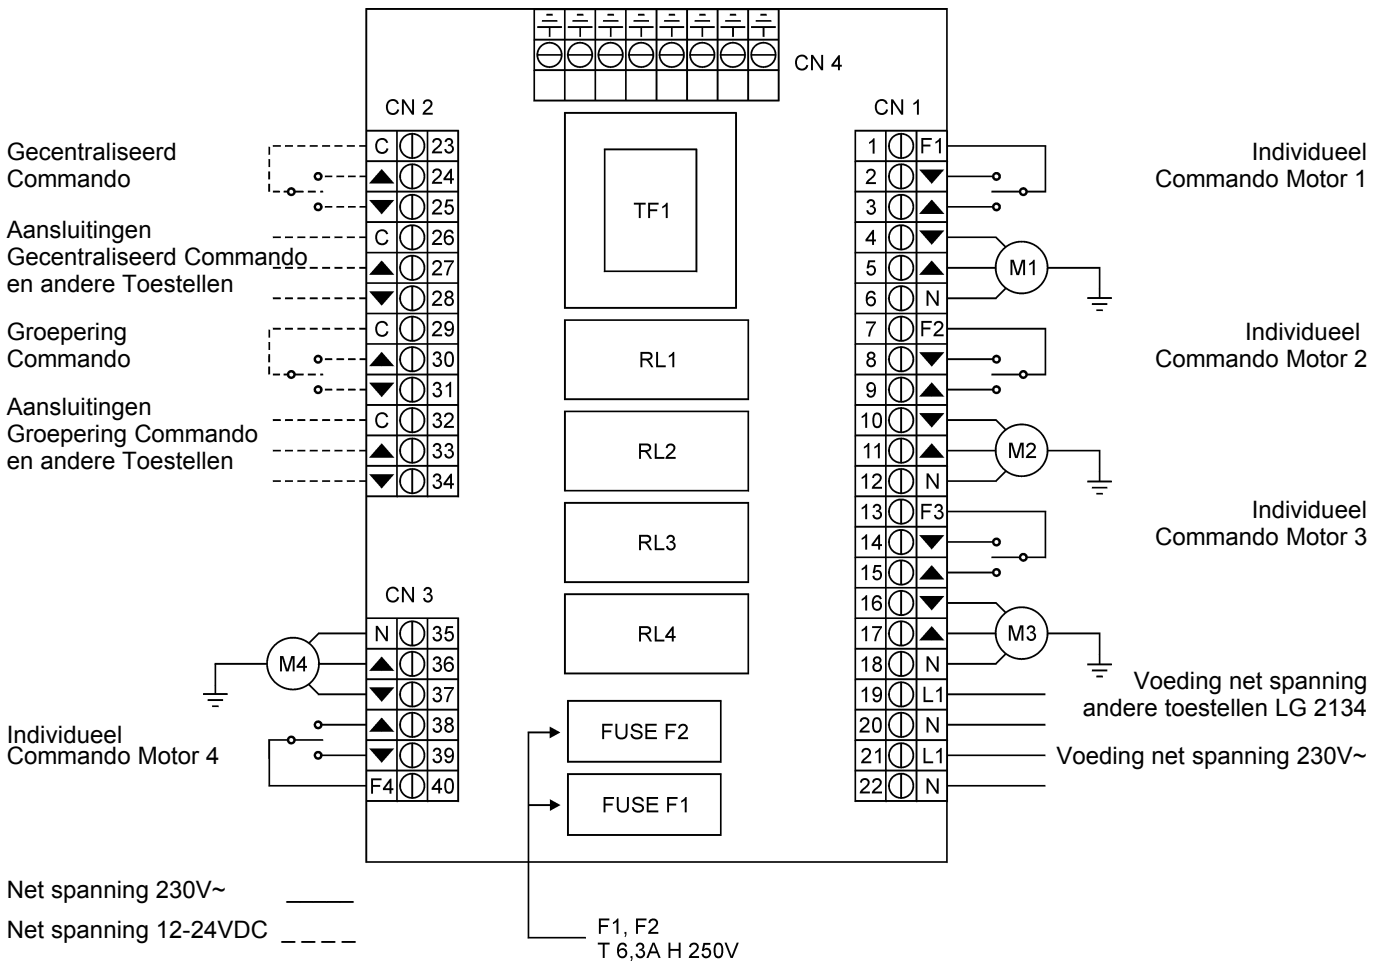 CN 4
CN 2
CN 1
Gecentraliseerd
Commando
C 23
24
25
Aansluitingen
Gecentraliseerd Commando
en andere Toestellen
C 26
27
28
Groepering
Commando
C 29
30
31
Aansluitingen
Groepering Commando
en andere Toestellen
C 32
33
34
TF1
RL1
RL2
RL3
RL4
FUSE F2
FUSE F1
1 F1
2
3
Individueel
Commando Motor 1
4
5
6 N
M1
7 F2
8
9
Individueel
Commando Motor 2
10
11
12 N
M2
13 F3
14
15
Individueel
Commando Motor 3
16
17
18 N
M3
19 L1
20 N
Voeding net spanning
andere toestellen LG 2134
21 L1
22 N
Voeding net spanning 230V~
CN 3
M4
N 35
36
37
38
39
F4 40
Individueel
Commando Motor 4
Net spanning 230V~
Net spanning 12-24VDC
F1, F2
T 6,3A H 250V